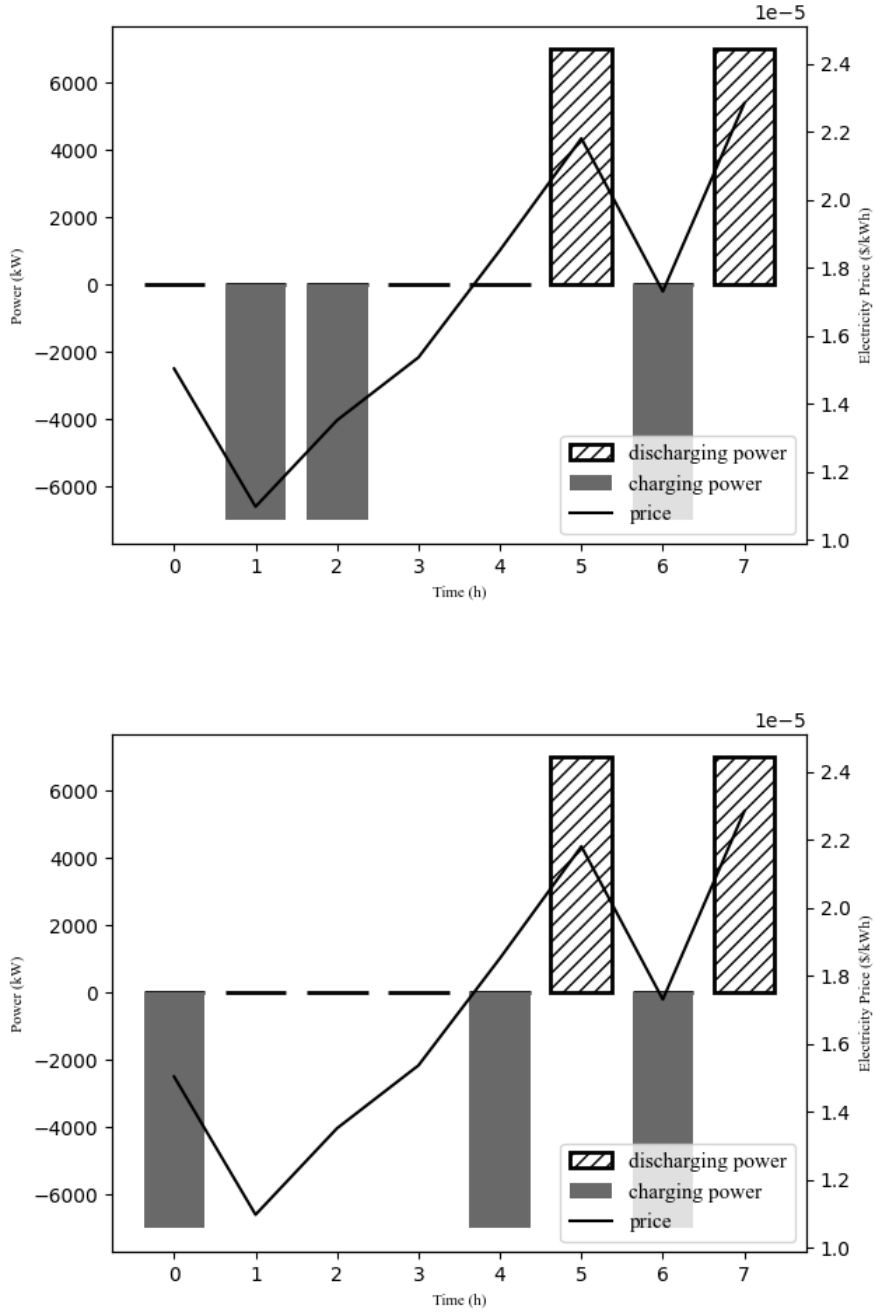 1e−5
6000
4000
2000
0
−2000
−4000
−6000
Power (kW)
2.4
2.2
2.0
1.8
1.6
1.4
1.2
1.0
Electricity Price ($/kWh)
discharging power
charging power
price
0 1 2 3 4 5 6 7
Time (h)
1e−5
6000
4000
2000
0
−2000
−4000
−6000
Power (kW)
2.4
2.2
2.0
1.8
1.6
1.4
1.2
1.0
Electricity Price ($/kWh)
discharging power
charging power
price
0 1 2 3 4 5 6 7
Time (h)